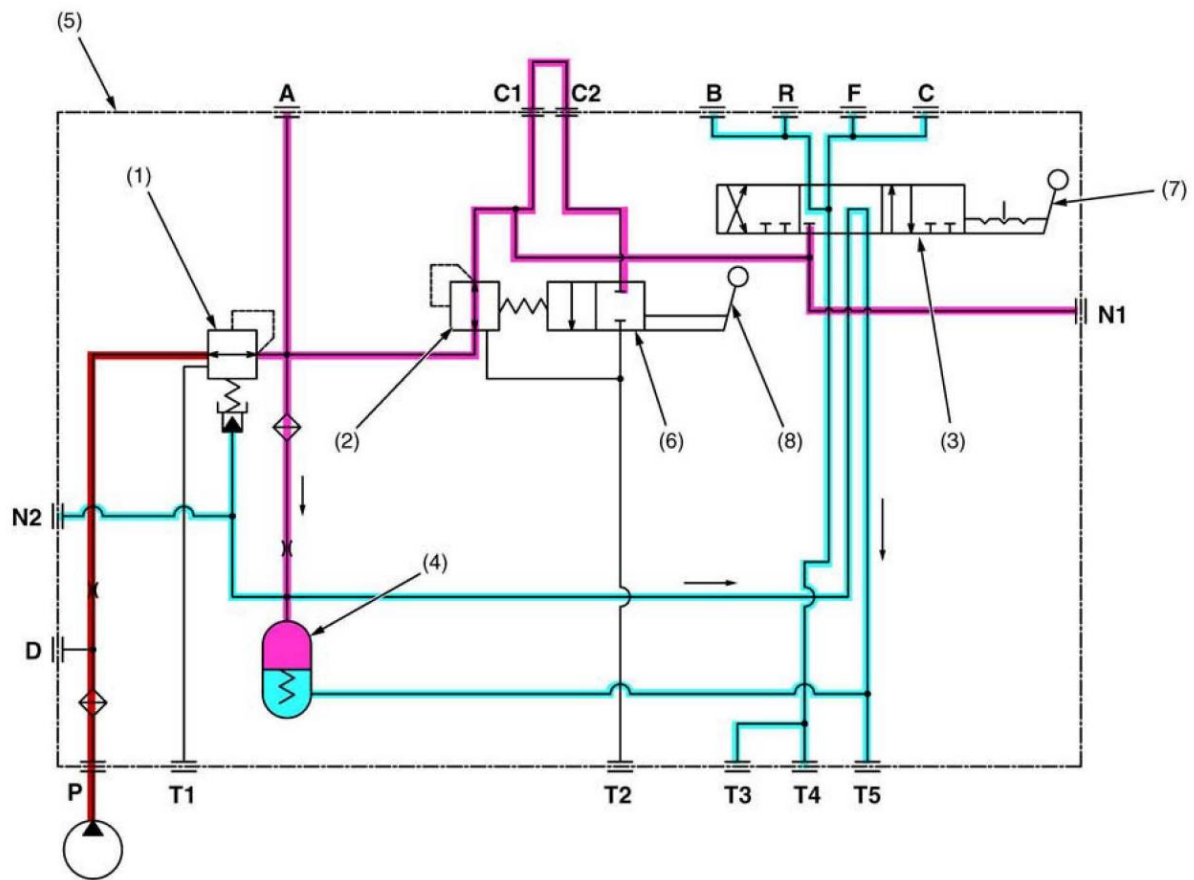 (5)
A
C1 C2
B R F C
(1)
(7)
N1
(2)
(6)
(8)
(3)
N2
(4)
D
P
T1
T2
T3
T4
T5